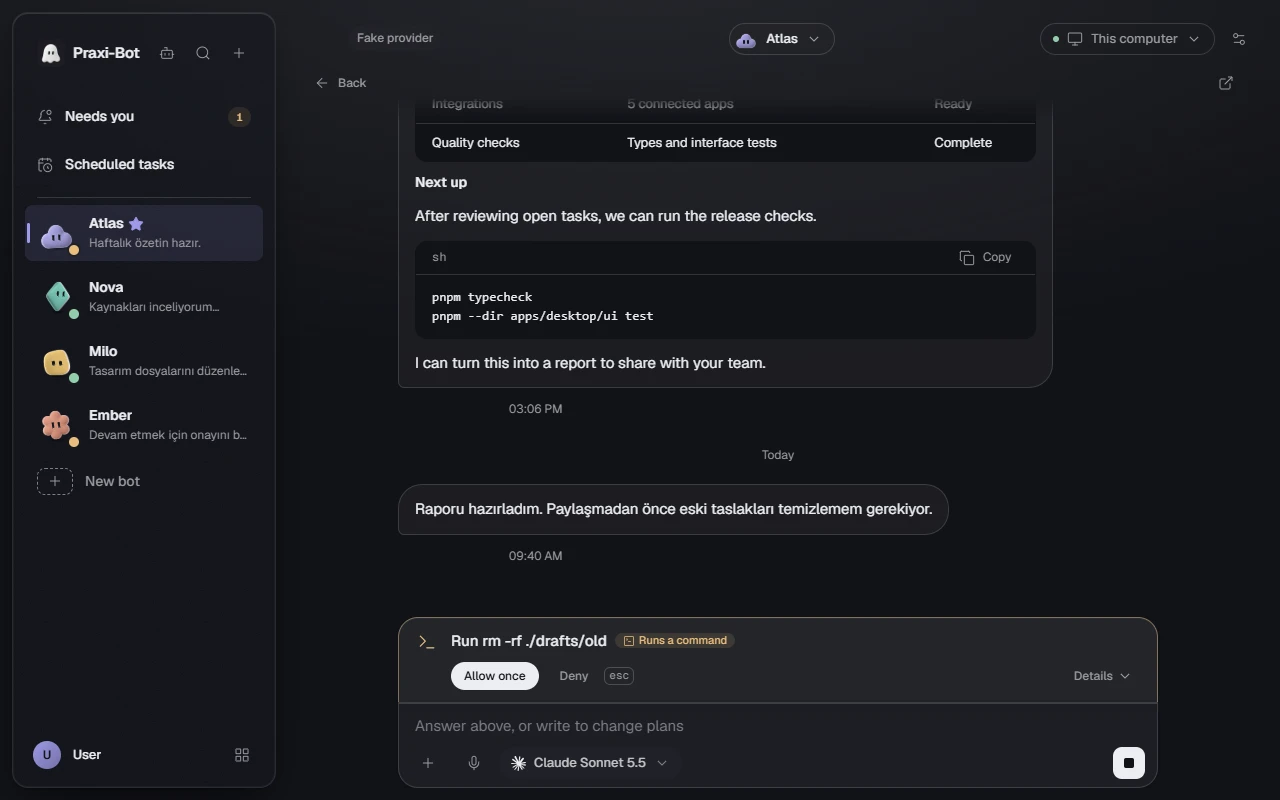 Praxi-Bot
Needs you
1
Scheduled tasks
Atlas
Haftalık özetin hazır.
Nova
Kaynakları inceliyorum…
Milo
Tasarım dosyalarını düzenle…
Ember
Devam etmek için onayını b…
New bot
U
User
Fake provider
Atlas
This computer
Back
Integrations 5 connected apps Ready
Quality checks Types and interface tests Complete
Next up
After reviewing open tasks, we can run the release checks.
sh
Copy
pnpm typecheck
pnpm --dir apps/desktop/ui test
I can turn this into a report to share with your team.
03:06 PM
Today
Raporu hazırladım. Paylaşmadan önce eski taslakları temizlemem gerekiyor.
09:40 AM
Run rm -rf ./drafts/old
Runs a command
Allow once
Deny
esc
Details
Answer above, or write to change plans
Claude Sonnet 5.5